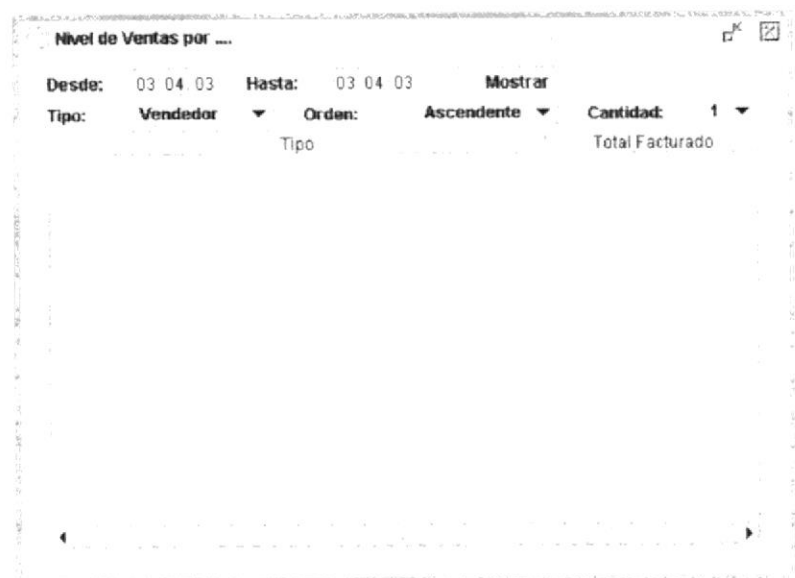 Nivel de Ventas por ....
Desde: 03 04 03 Hasta: 03 04 03 Mostrar
Tipo: Vendedor Orden: Ascendente Cantidad: 1
Tipo Total Facturado